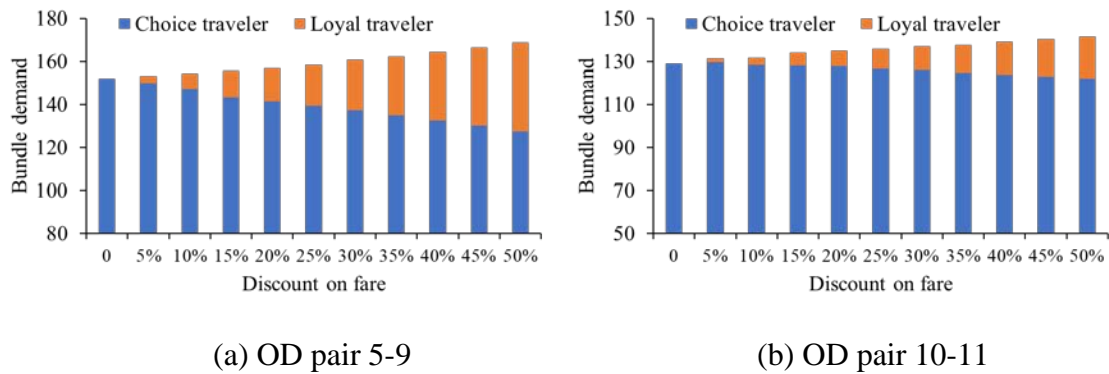 Choice traveler Loyal traveler
Bundle demand
180
160
140
120
100
80
0 5% 10% 15% 20% 25% 30% 35% 40% 45% 50%
Discount on fare
(a) OD pair 5-9
Choice traveler Loyal traveler
Bundle demand
150
130
110
90
70
50
0 5% 10% 15% 20% 25% 30% 35% 40% 45% 50%
Discount on fare
(b) OD pair 10-11